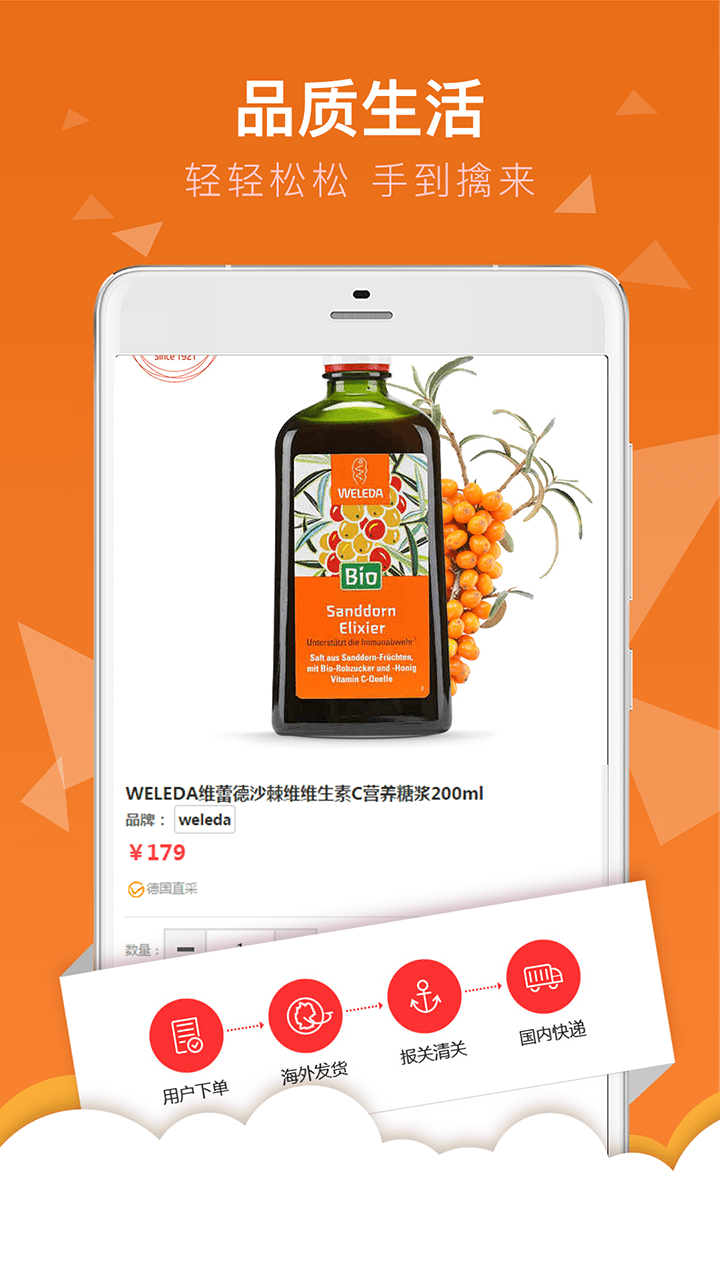 品质生活
轻轻松松 手到擒来
Since 1921
WELEDA
Bio
Sanddorn
Elixier
Unterstützt die Immunabwehr
Saft aus Sanddorn-Früchten,
mit Bio-Rohzucker und -Honig
Vitamin C-Quelle
WELEDA维蕾德沙棘维维生素C营养糖浆200ml
品牌： weleda
￥179
德国直采
数量：
用户下单
海外发货
报关清关
国内快递